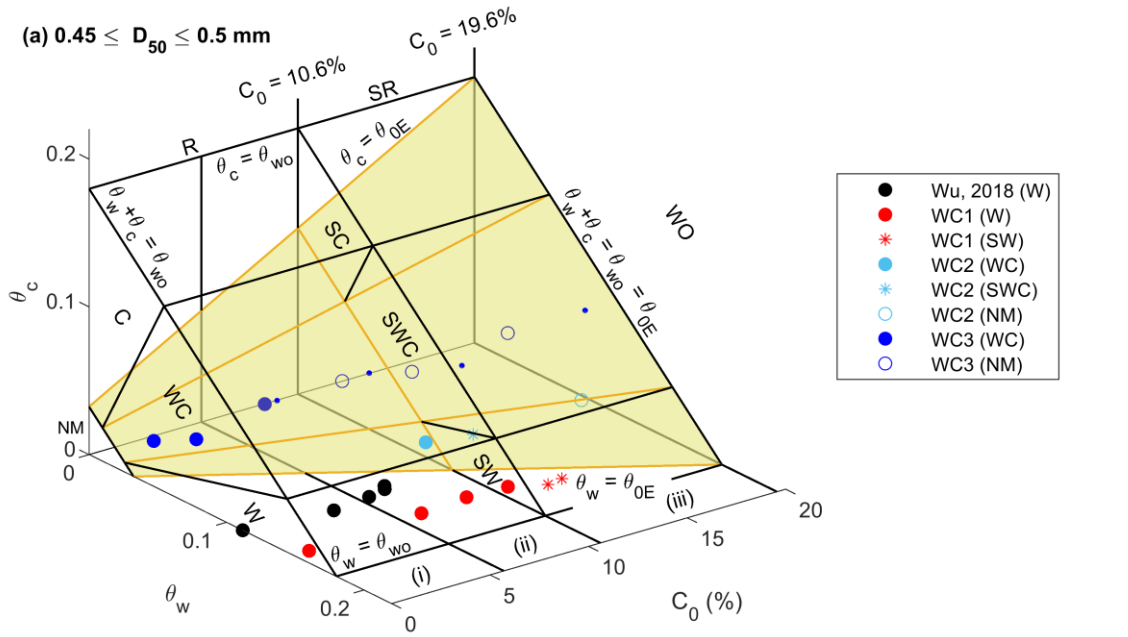 (a) 0.45 ≤ D50 ≤ 0.5 mm
C0 = 10.6%
C0 = 19.6%
R
SR
θc = θwo
θc = θ0E
θw+θc = θwo
θw+θc = θwo = θ0E
WO
SC
C
SWC
WC
NM
SW
W
θw = θwo
θw = θ0E
(i)
(ii)
(iii)
θc
0.2
0.1
0
0
0.1
0.2
θw
0
5
10
15
20
C0 (%)
Wu, 2018 (W)
WC1 (W)
WC1 (SW)
WC2 (WC)
WC2 (SWC)
WC2 (NM)
WC3 (WC)
WC3 (NM)